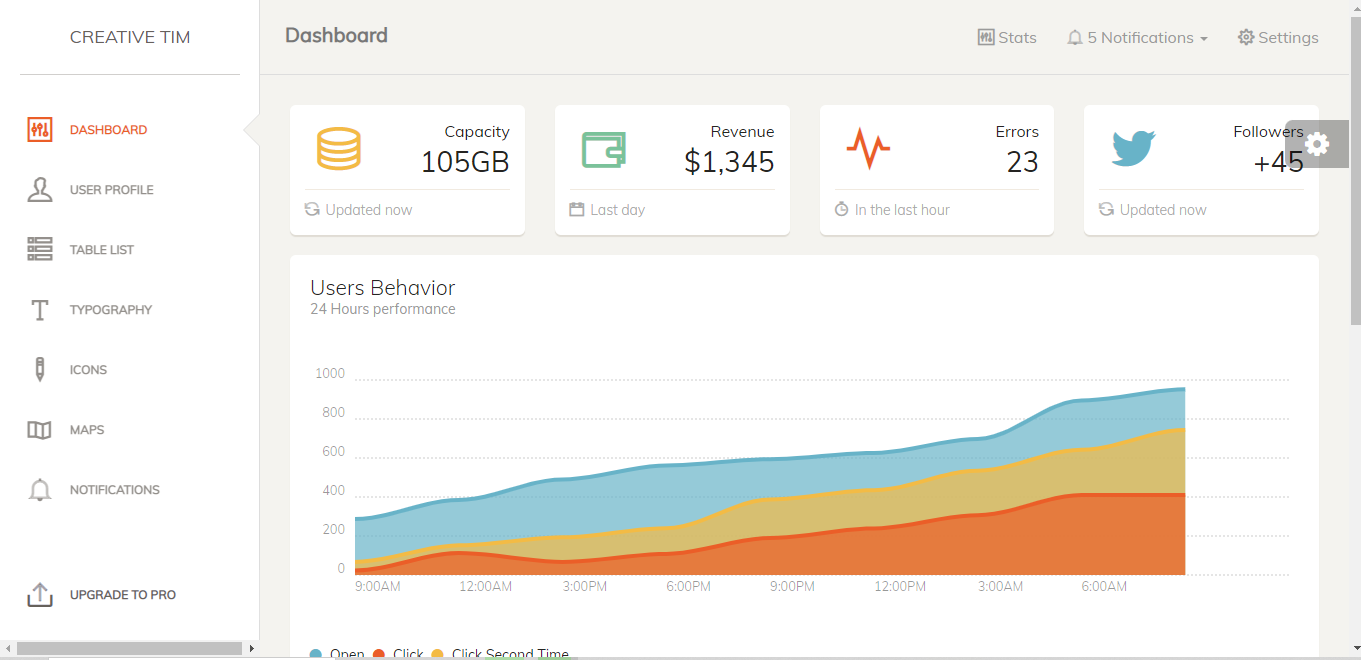 CREATIVE TIM
DASHBOARD
USER PROFILE
TABLE LIST
TYPOGRAPHY
ICONS
MAPS
NOTIFICATIONS
UPGRADE TO PRO
Dashboard
Stats
5 Notifications
Settings
Capacity
105GB
Updated now
Revenue
$1,345
Last day
Errors
23
In the last hour
Followers
+45
Updated now
Users Behavior
24 Hours performance
1000
800
600
400
200
0
9:00AM 12:00AM 3:00PM 6:00PM 9:00PM 12:00PM 3:00AM 6:00AM
Open Click Click Second Time